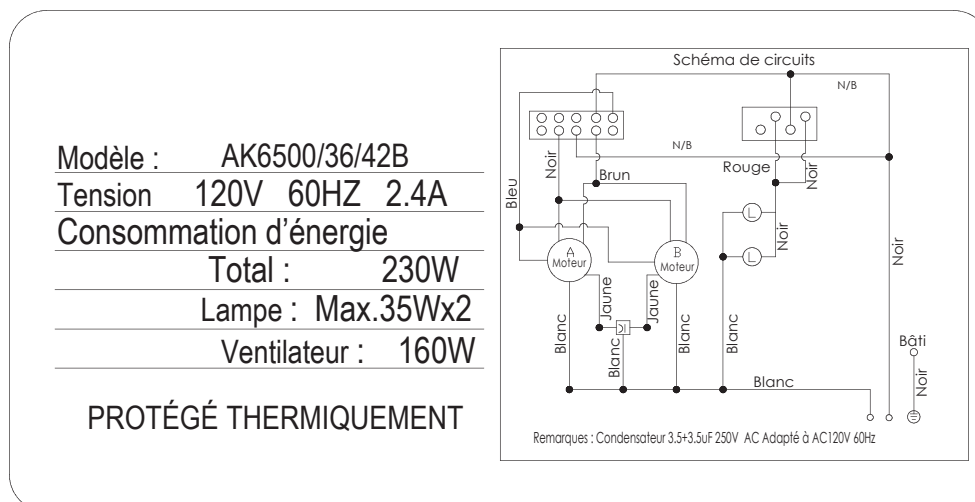 Modèle : AK6500/36/42B
Tension 120V 60HZ 2.4A
Consommation d'énergie
Total : 230W
Lampe : Max.35Wx2
Ventilateur : 160W
PROTÉGÉ THERMIQUEMENT
Schéma de circuits
N/B
N/B
Noir
Brun
Bleu
Rouge
Noir
L
Noir
L
Noir
A
Moteur
B
Moteur
Jaune
Jaune
Blanc
Blanc
Blanc
Blanc
Blanc
Bâti
Noir
Remarques : Condensateur 3.5+3.5uF 250V AC Adapté à AC120V 60Hz